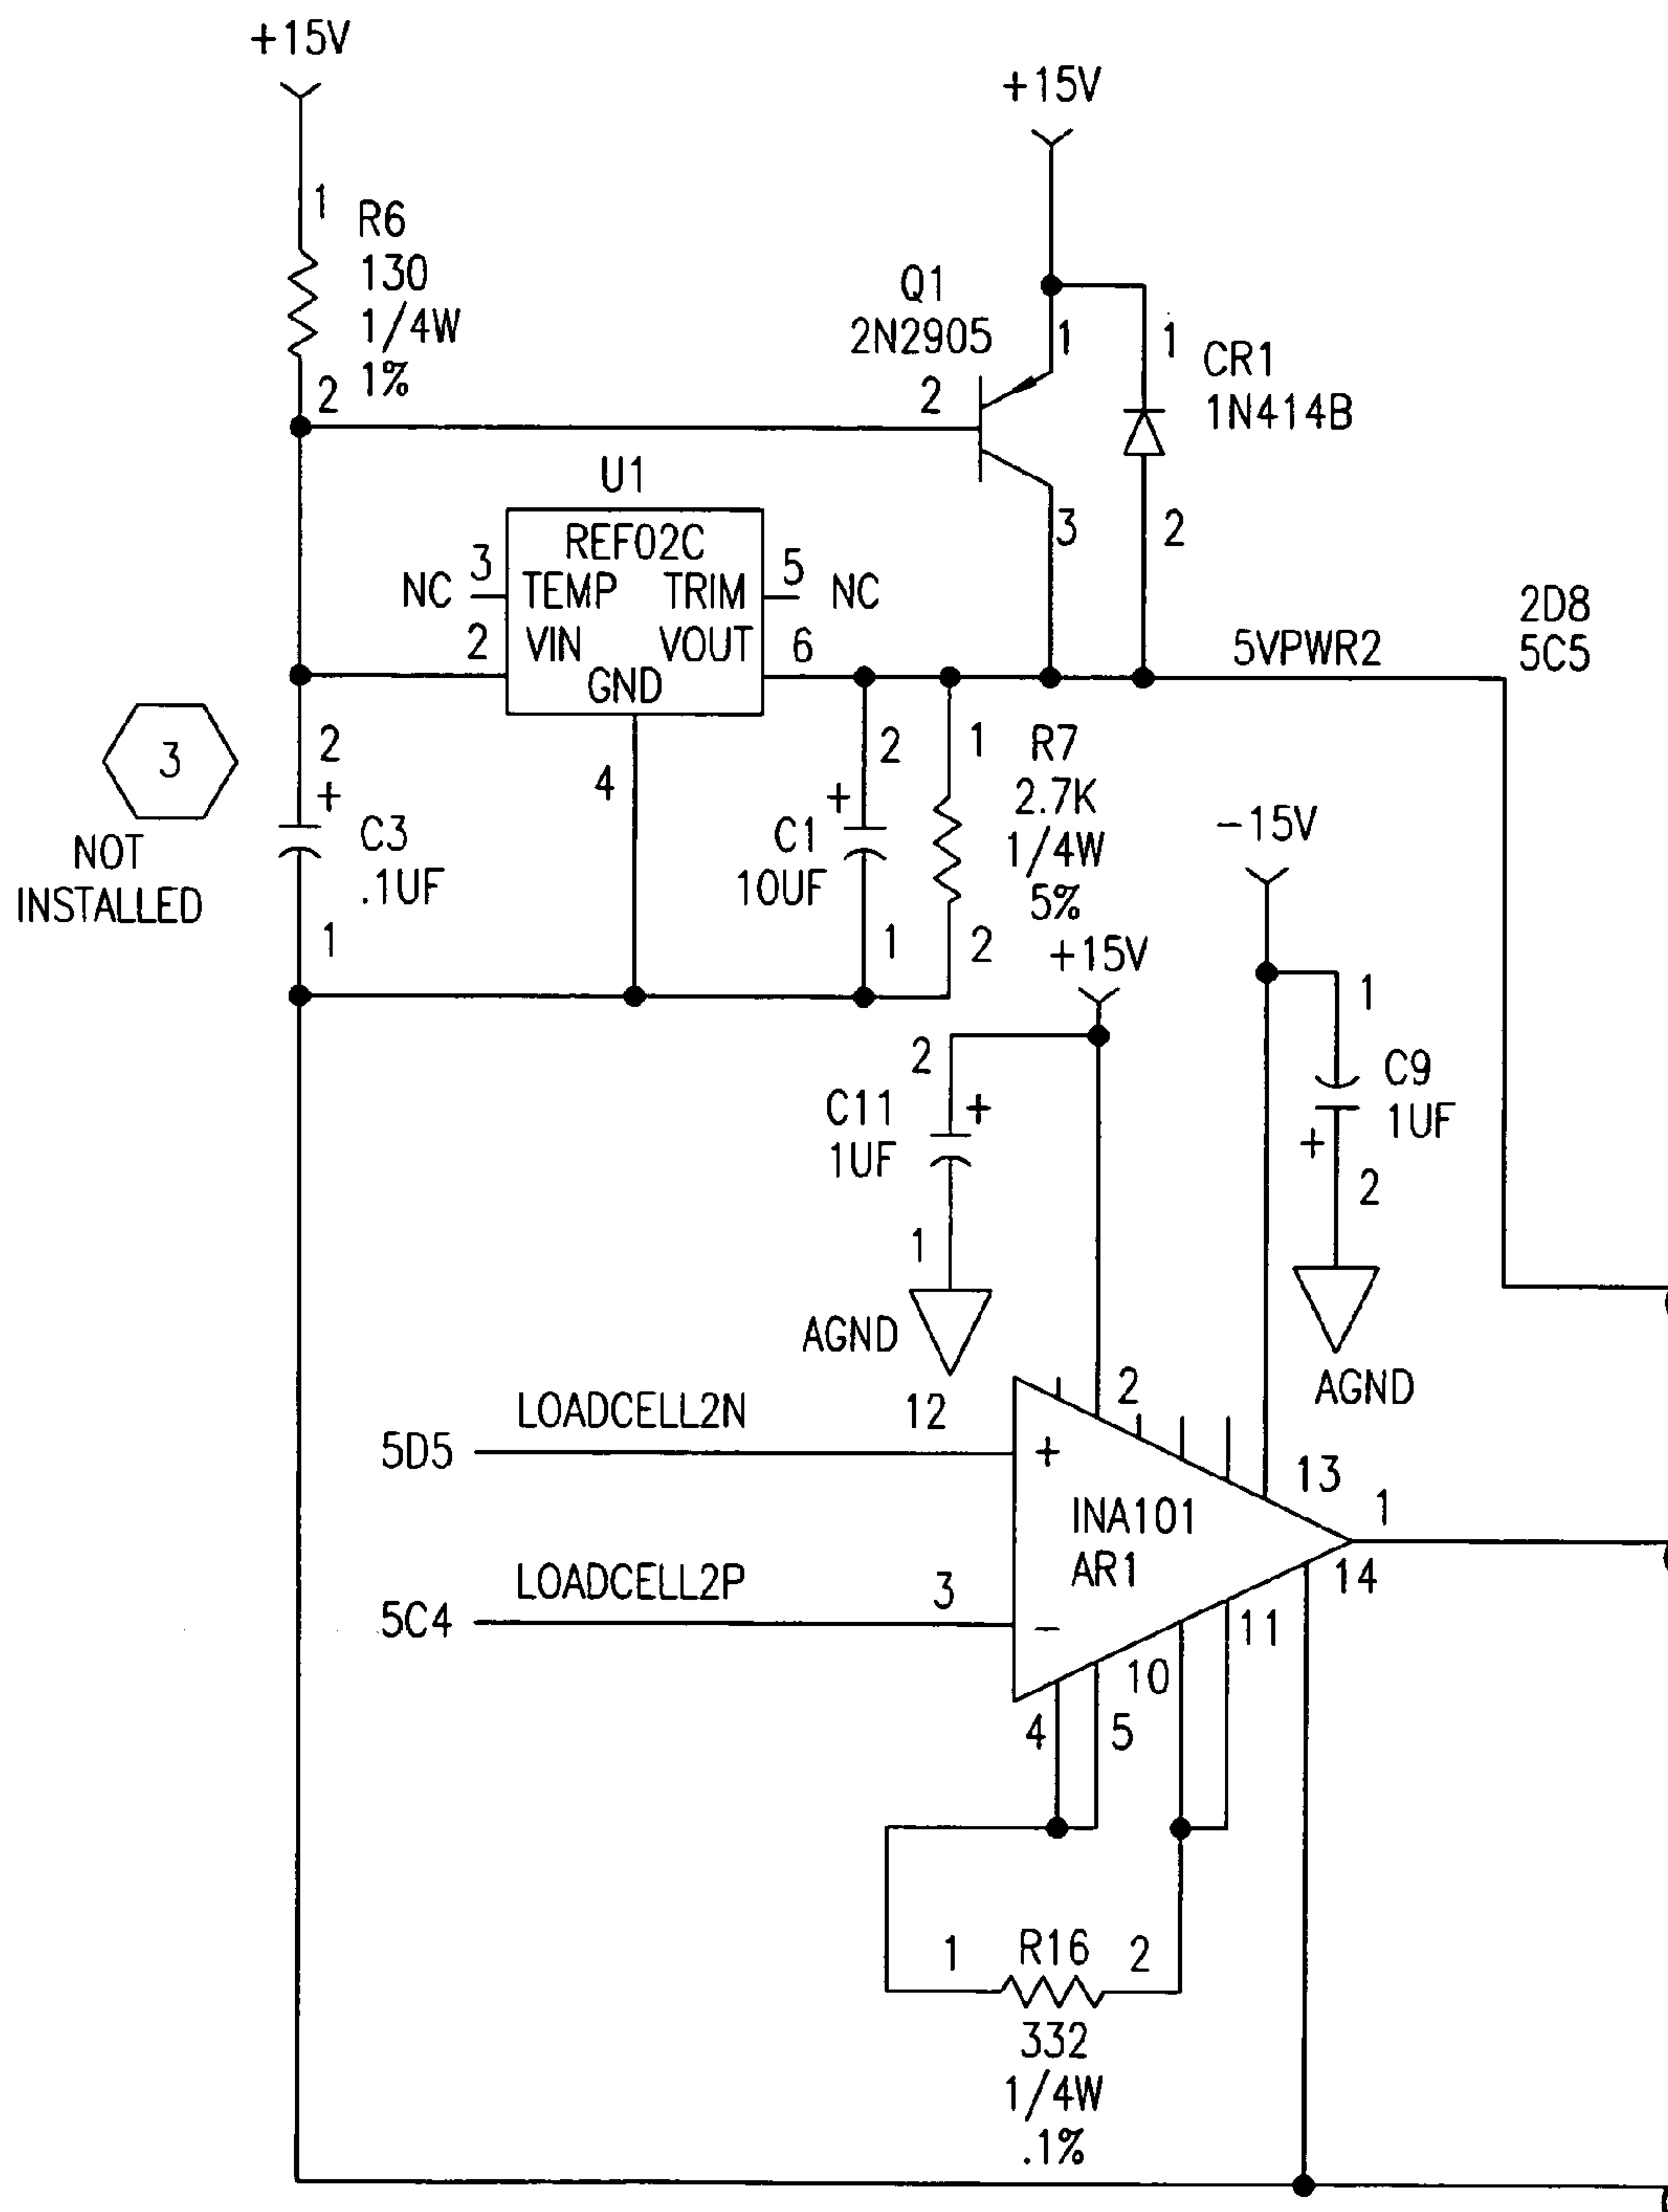 +15V
+15V
1
R6
130
1/4W
1%
2
Q1
2N2905
2
1
3
1
CR1
1N414B
2
U1
REF02C
NC 3 TEMP TRIM 5 NC
2 VIN VOUT 6
GND
4
5VPWR2
2D8
5C5
3
NOT
INSTALLED
2
+
C3
.1UF
1
2
+
C1
10UF
1
1
R7
2.7K
1/4W
5%
2
+15V
-15V
2
C11
1UF
+
1
AGND
1
C9
1UF
+
2
AGND
5D5
LOADCELL2N
12
2
+
13
INA101
AR1
1
14
5C4
LOADCELL2P
3
-
11
10
4
5
1
R16
2
332
1/4W
.1%